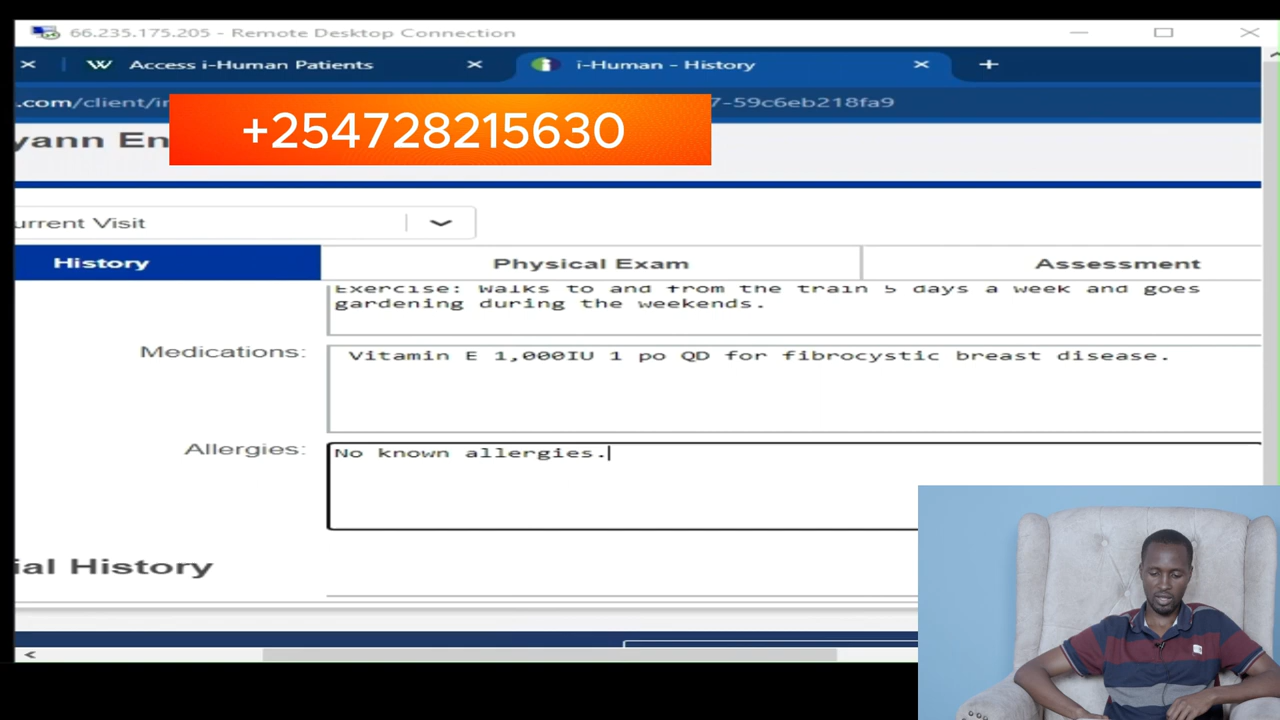 66.235.175.205 - Remote Desktop Connection
W Access i-Human Patients
i-Human - History
.com/client/i
7-59c6eb218fa9
+254728215630
yann En
urrent Visit
History
Physical Exam
Assessment
Exercise: Walks to and from the train 5 days a week and goes
gardening during the weekends.
Medications:
Vitamin E 1,000IU 1 po QD for fibrocystic breast disease.
Allergies:
No known allergies.
ial History